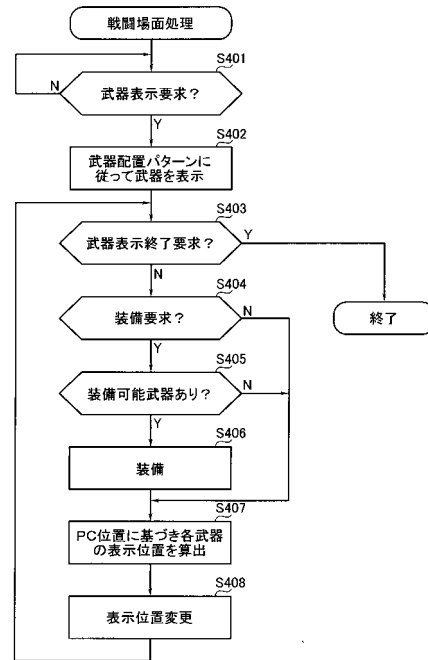 戦闘場面処理
S401
N
武器表示要求?
Y
S402
武器配置パターンに
従って武器を表示
S403
武器表示終了要求?
Y
N
S404
装備要求?
N
終了
Y
S405
装備可能武器あり?
N
Y
S406
装備
S407
PC位置に基づき各武器
の表示位置を算出
S408
表示位置変更